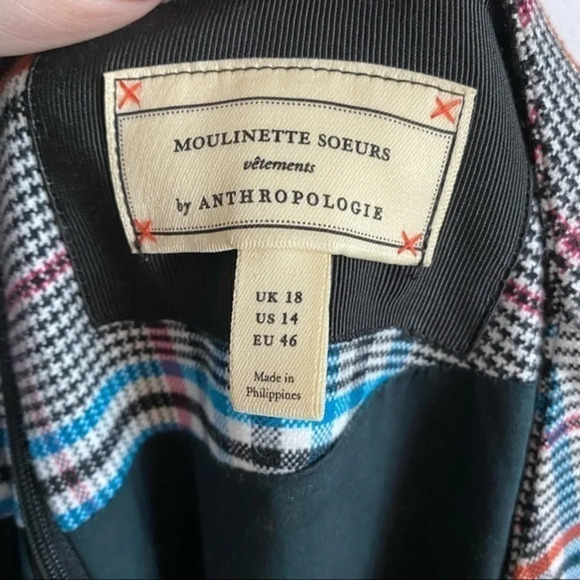 MOULINETTE SOEURS
vêtements
by ANTHROPOLOGIE
UK 18
US 14
EU 46
Made in
Philippines